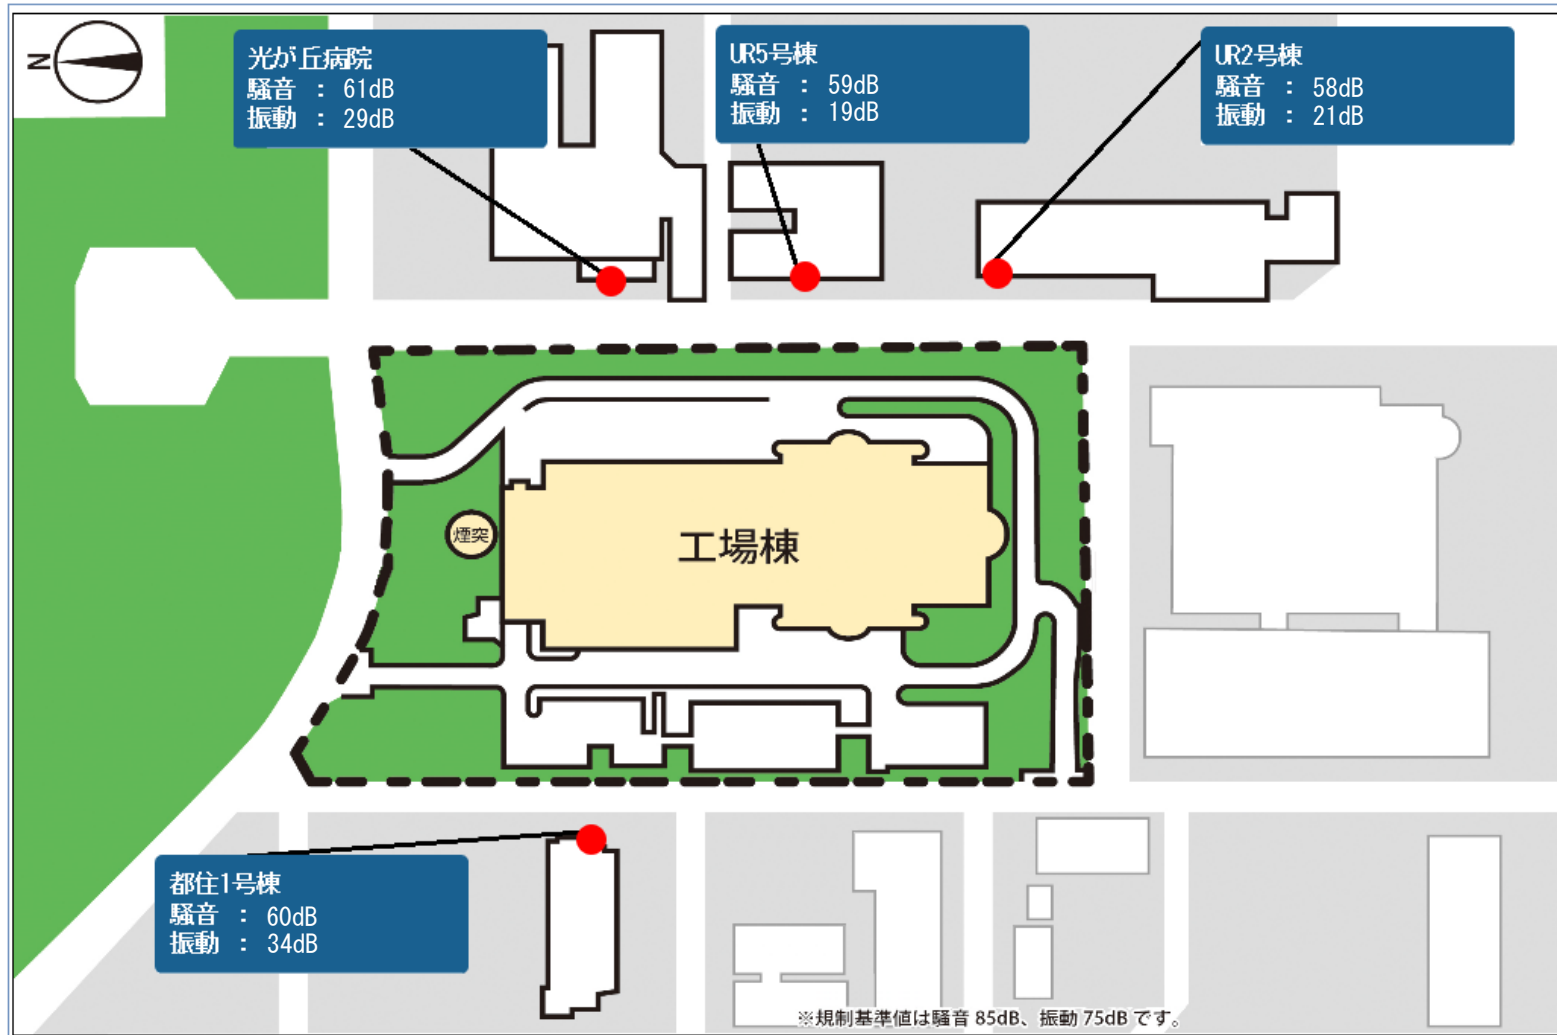 N
光が丘病院
騒音 : 61dB
振動 : 29dB
UR5号棟
騒音 : 59dB
振動 : 19dB
UR2号棟
騒音 : 58dB
振動 : 21dB
煙突
工場棟
都住1号棟
騒音 : 60dB
振動 : 34dB
※規制基準値は騒音 85dB、振動 75dB です。